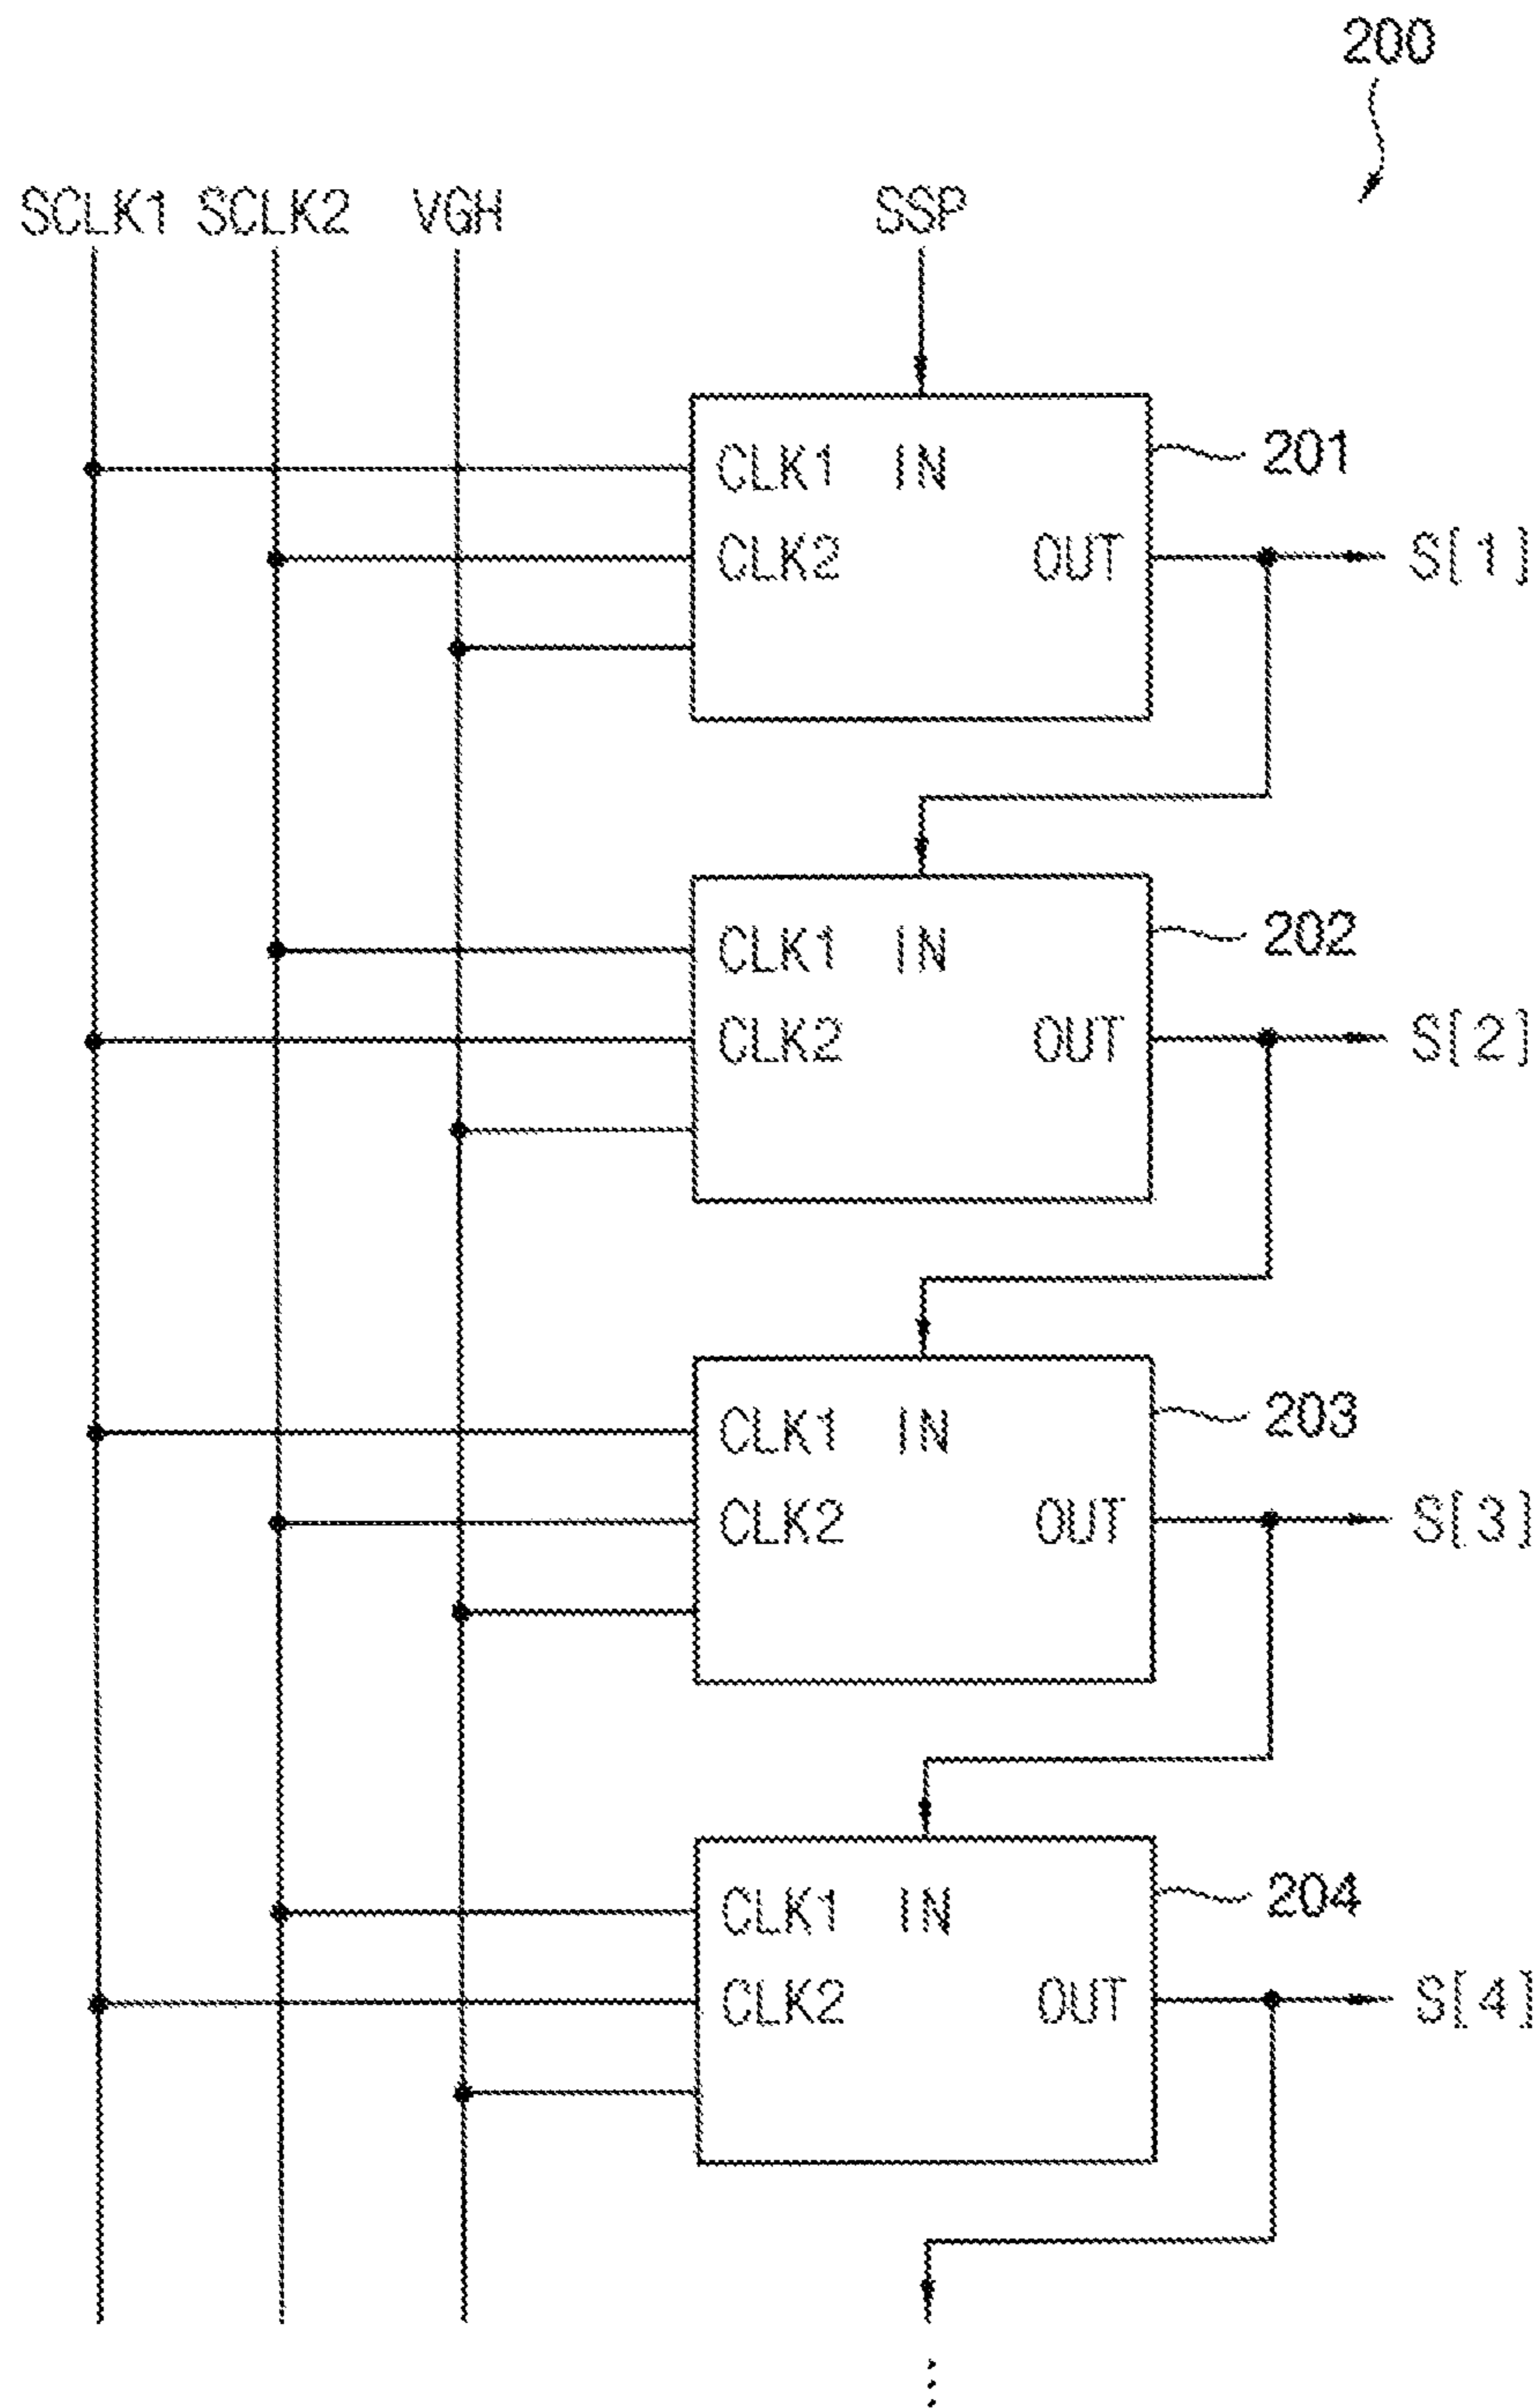 200
SCLK1 SCLK2 VGH SSP
CLK1 IN 201
CLK2 OUT S[1]
CLK1 IN 202
CLK2 OUT S[2]
CLK1 IN 203
CLK2 OUT S[3]
CLK1 IN 204
CLK2 OUT S[4]